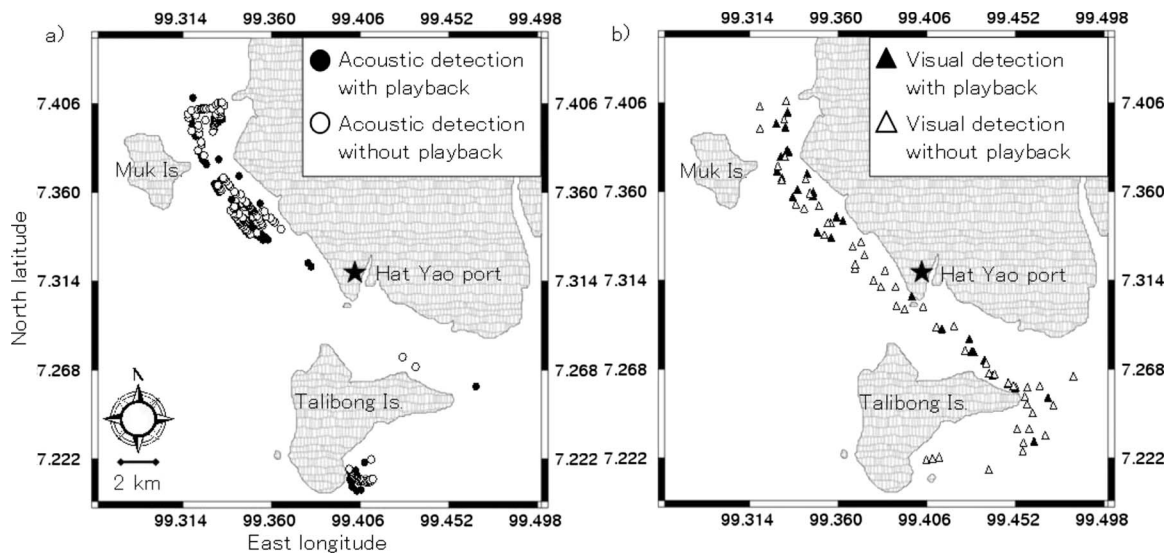 99.314 99.360 99.406 99.452 99.498 99.314 99.360 99.406 99.452 99.498
a)
Acoustic detection
with playback
Acoustic detection
without playback
Muk Is.
Hat Yao port
Talibong Is.
N
2 km
North latitude
7.406
7.360
7.314
7.268
7.222
7.406
7.360
7.314
7.268
7.222
99.314 99.360 99.406 99.452 99.498
East longitude
b)
Visual detection
with playback
Visual detection
without playback
Muk Is.
Hat Yao port
Talibong Is.
7.406
7.360
7.314
7.268
7.222
7.406
7.360
7.314
7.268
7.222
99.314 99.360 99.406 99.452 99.498